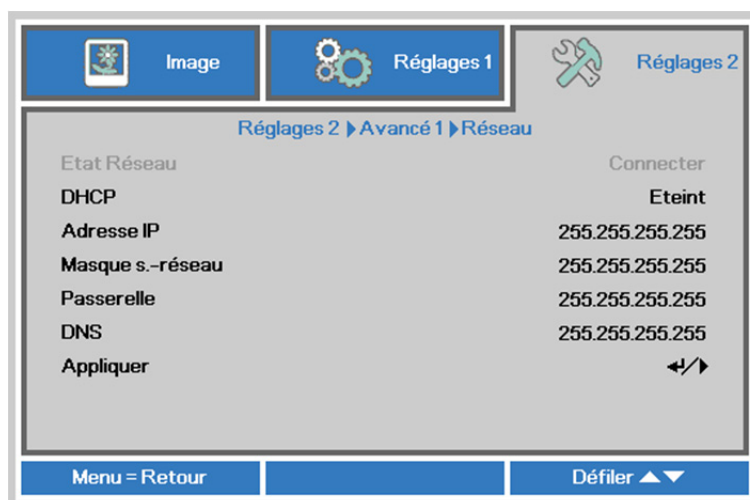 Image
Réglages 1
Réglages 2
Réglages 2 ▶ Avancé 1 ▶ Réseau
Etat Réseau Connecter
DHCP Eteint
Adresse IP 255.255.255.255
Masque s.-réseau 255.255.255.255
Passerelle 255.255.255.255
DNS 255.255.255.255
Appliquer ↵/▶
Menu = Retour
Défiler ▲▼